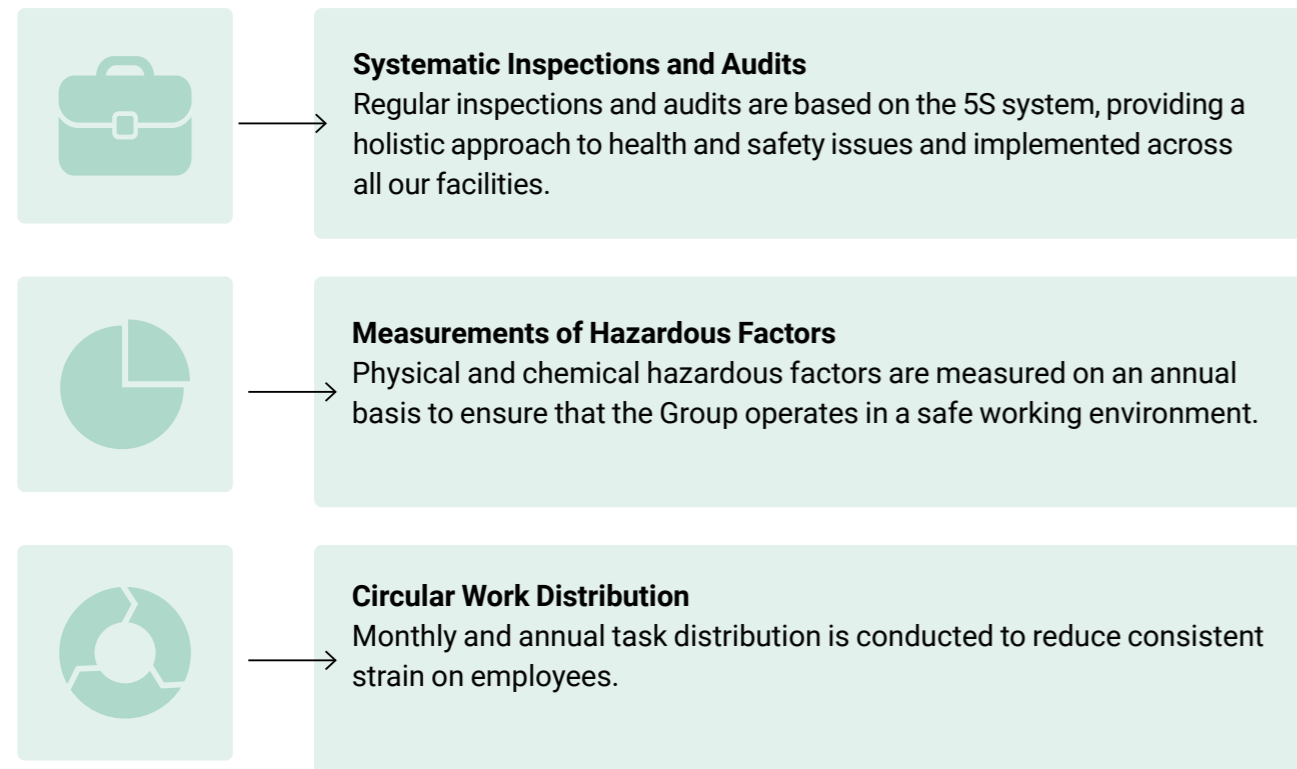 Systematic Inspections and Audits
Regular inspections and audits are based on the 5S system, providing a
holistic approach to health and safety issues and implemented across
all our facilities.
Measurements of Hazardous Factors
Physical and chemical hazardous factors are measured on an annual
basis to ensure that the Group operates in a safe working environment.
Circular Work Distribution
Monthly and annual task distribution is conducted to reduce consistent
strain on employees.